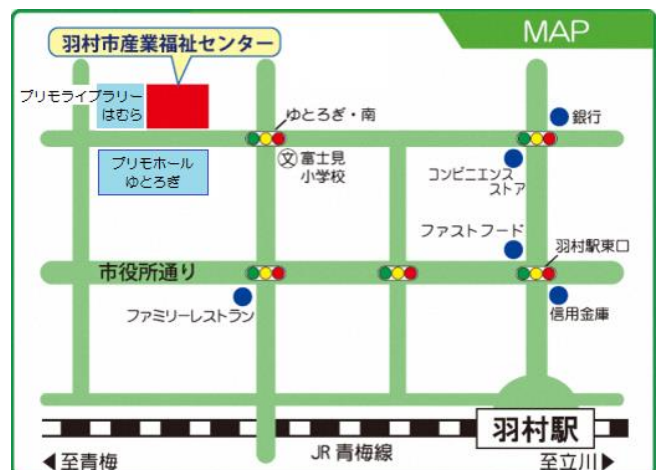 MAP
羽村市産業福祉センター
プリモライブラリー
はむら
ゆとろぎ・南
銀行
プリモホール
ゆとろぎ
文
富士見
小学校
コンビニエンス
ストア
ファストフード
羽村駅東口
市役所通り
ファミリーレストラン
信用金庫
羽村駅
JR 青梅線
◀至青梅
至立川▶